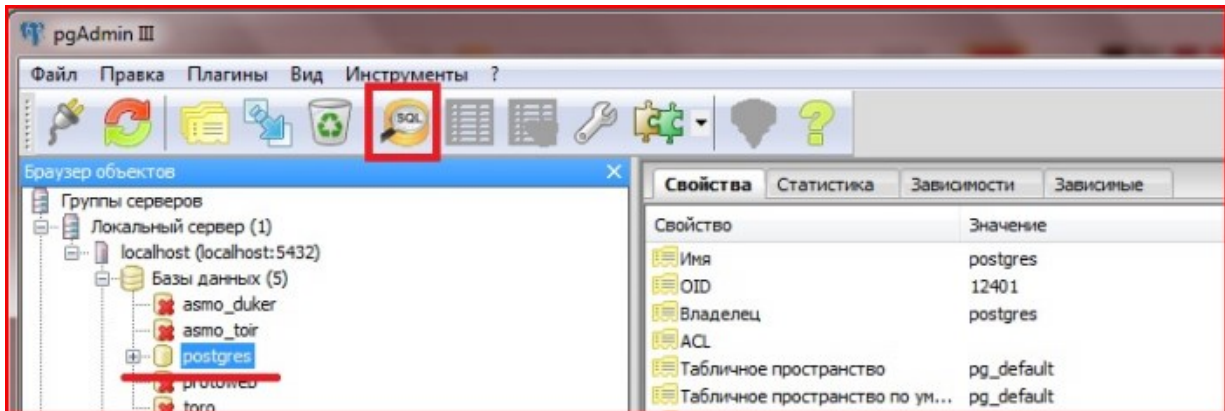 pgAdmin III
Файл Правка Плагины Вид Инструменты ?
SQL
Браузер объектов
Группы серверов
Локальный сервер (1)
localhost (localhost:5432)
Базы данных (5)
asmo_duker
asmo_toir
postgres
protoweb
toro
Свойства Статистика Зависимости Зависимые
Свойство Значение
Имя postgres
OID 12401
Владелец postgres
ACL
Табличное пространство pg_default
Табличное пространство по ум... pg_default